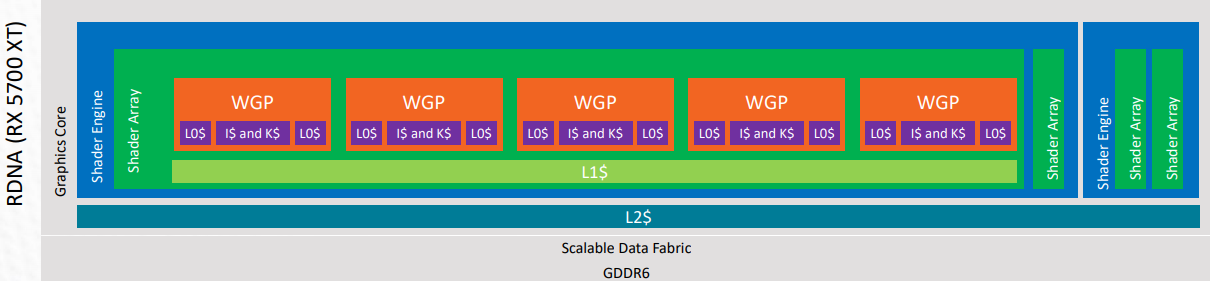 RDNA (RX 5700 XT)
Graphics Core
Shader Engine
Shader Array
WGP
L0$ I$ and K$ L0$
WGP
L0$ I$ and K$ L0$
WGP
L0$ I$ and K$ L0$
WGP
L0$ I$ and K$ L0$
WGP
L0$ I$ and K$ L0$
L1$
Shader Array
Shader Engine
Shader Array
Shader Array
L2$
Scalable Data Fabric
GDDR6